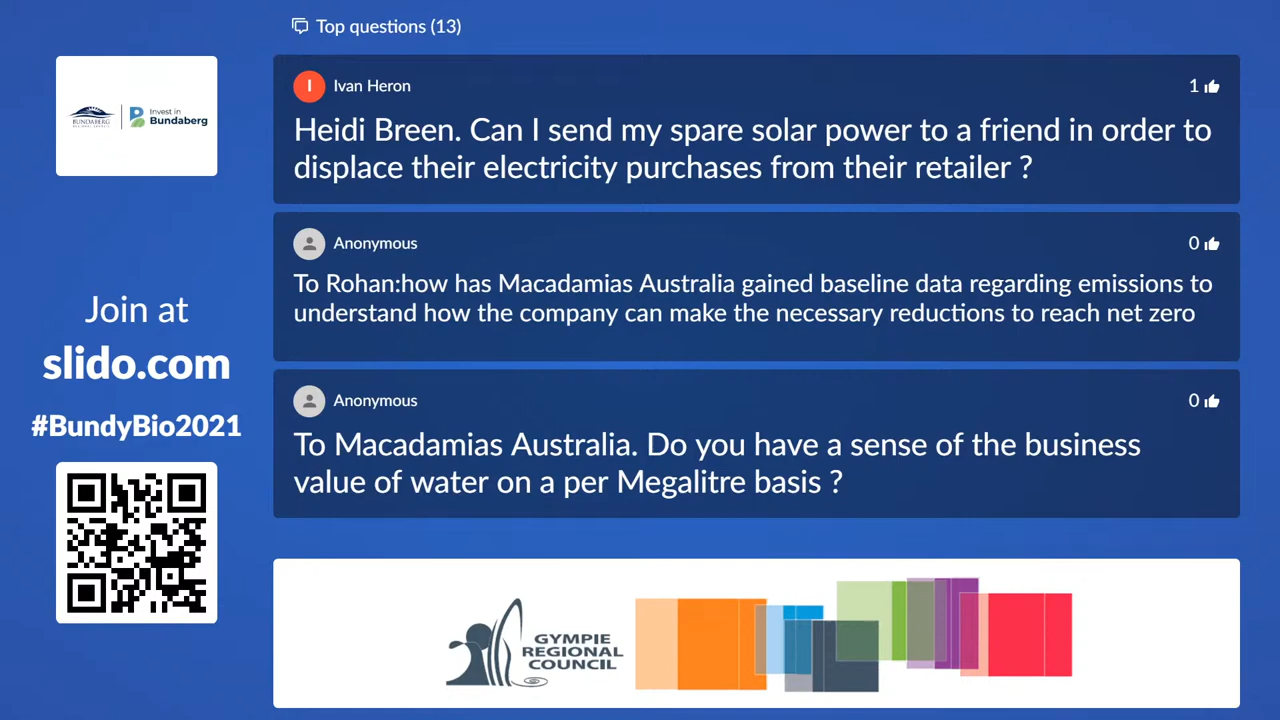 Top questions (13)
BUNDABERG
REGIONAL COUNCIL
Invest in
Bundaberg
I
Ivan Heron
1
Heidi Breen. Can I send my spare solar power to a friend in order to
displace their electricity purchases from their retailer ?
Anonymous
0
To Rohan:how has Macadamias Australia gained baseline data regarding emissions to
understand how the company can make the necessary reductions to reach net zero
Anonymous
0
To Macadamias Australia. Do you have a sense of the business
value of water on a per Megalitre basis ?
Join at
slido.com
#BundyBio2021
GYMPIE
REGIONAL
COUNCIL